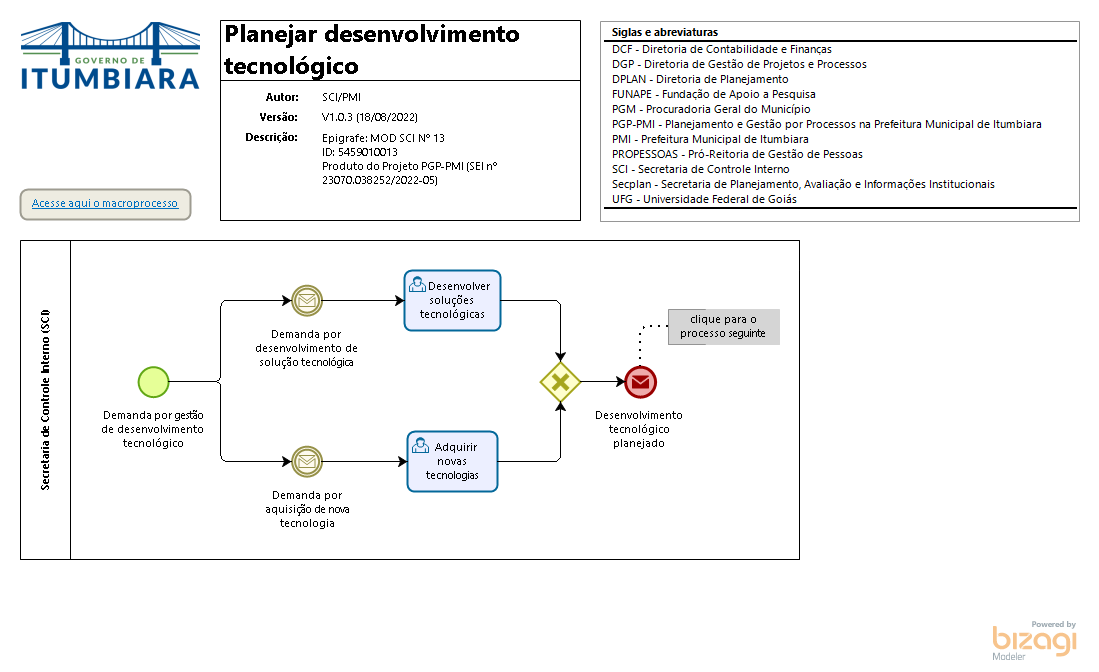 GOVERNO DE
ITUMBIARA
Acesse aqui o macroprocesso
Planejar desenvolvimento
tecnológico
Autor: SCI/PMI
Versão: V1.0.3 (18/08/2022)
Descrição: Epigrafe: MOD SCI Nº 13
ID: 5459010013
Produto do Projeto PGP-PMI (SEI nº
23070.038252/2022-05)
Siglas e abreviaturas
DCF - Diretoria de Contabilidade e Finanças
DGP - Diretoria de Gestão de Projetos e Processos
DPLAN - Diretoria de Planejamento
FUNAPE - Fundação de Apoio a Pesquisa
PGM - Procuradoria Geral do Município
PGP-PMI - Planejamento e Gestão por Processos na Prefeitura Municipal de Itumbiara
PMI - Prefeitura Municipal de Itumbiara
PROPESSOAS - Pró-Reitoria de Gestão de Pessoas
SCI - Secretaria de Controle Interno
Secplan - Secretaria de Planejamento, Avaliação e Informações Institucionais
UFG - Universidade Federal de Goiás
Secretaria de Controle Interno (SCI)
Demanda por gestão
de desenvolvimento
tecnológico
Demanda por
desenvolvimento de
solução tecnológica
Desenvolver
soluções
tecnológicas
Demanda por
aquisição de nova
tecnologia
Adquirir
novas
tecnologias
clique para o
processo seguinte
Desenvolvimento
tecnológico
planejado
Powered by
bizagi
Modeler